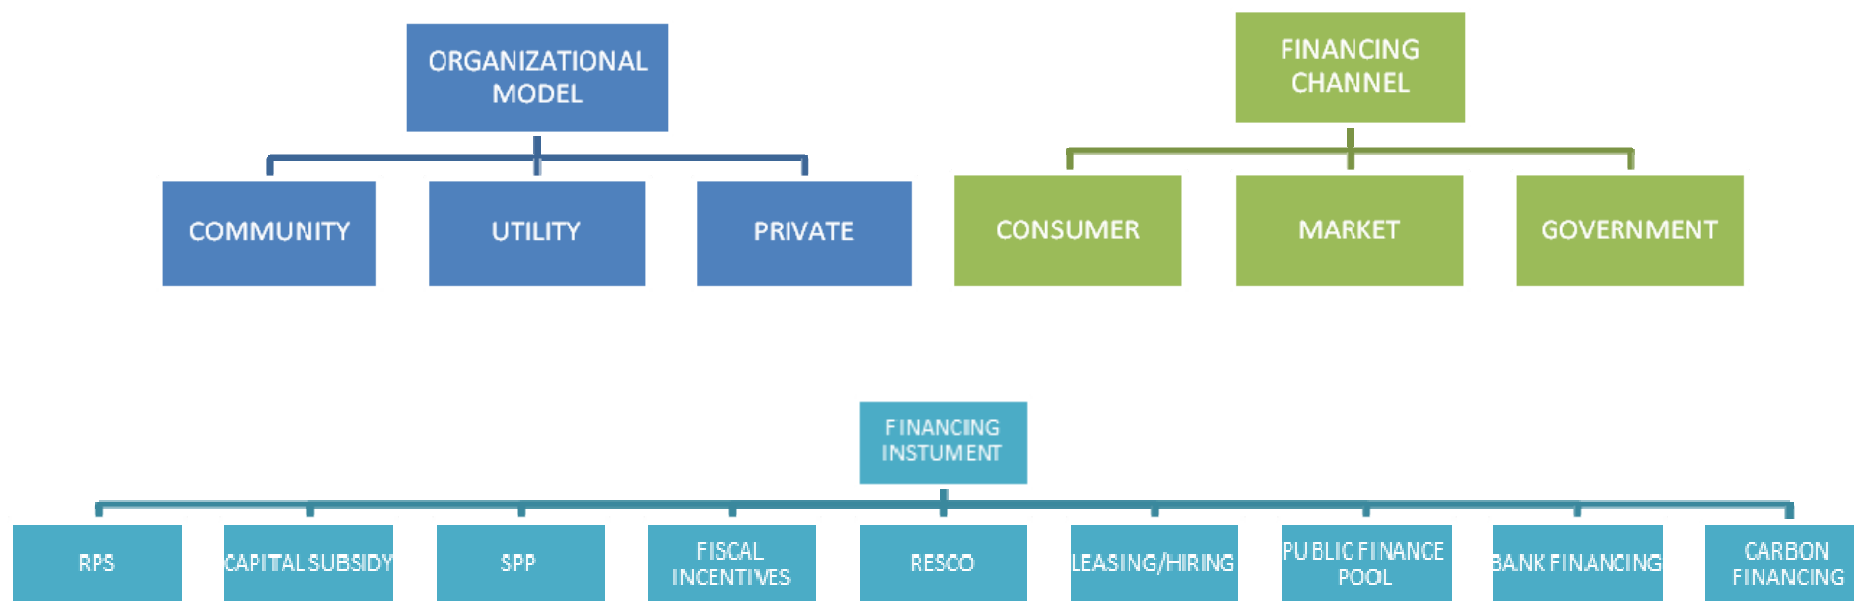 ORGANIZATIONAL
MODEL
FINANCING
CHANNEL
COMMUNITY
UTILITY
PRIVATE
CONSUMER
MARKET
GOVERNMENT
FINANCING
INSTUMENT
RPS
CAPITAL SUBSIDY
SPP
FISCAL
INCENTIVES
RESCO
LEASING/HIRING
PUBLIC FINANCE
POOL
BANK FINANCING
CARBON
FINANCING